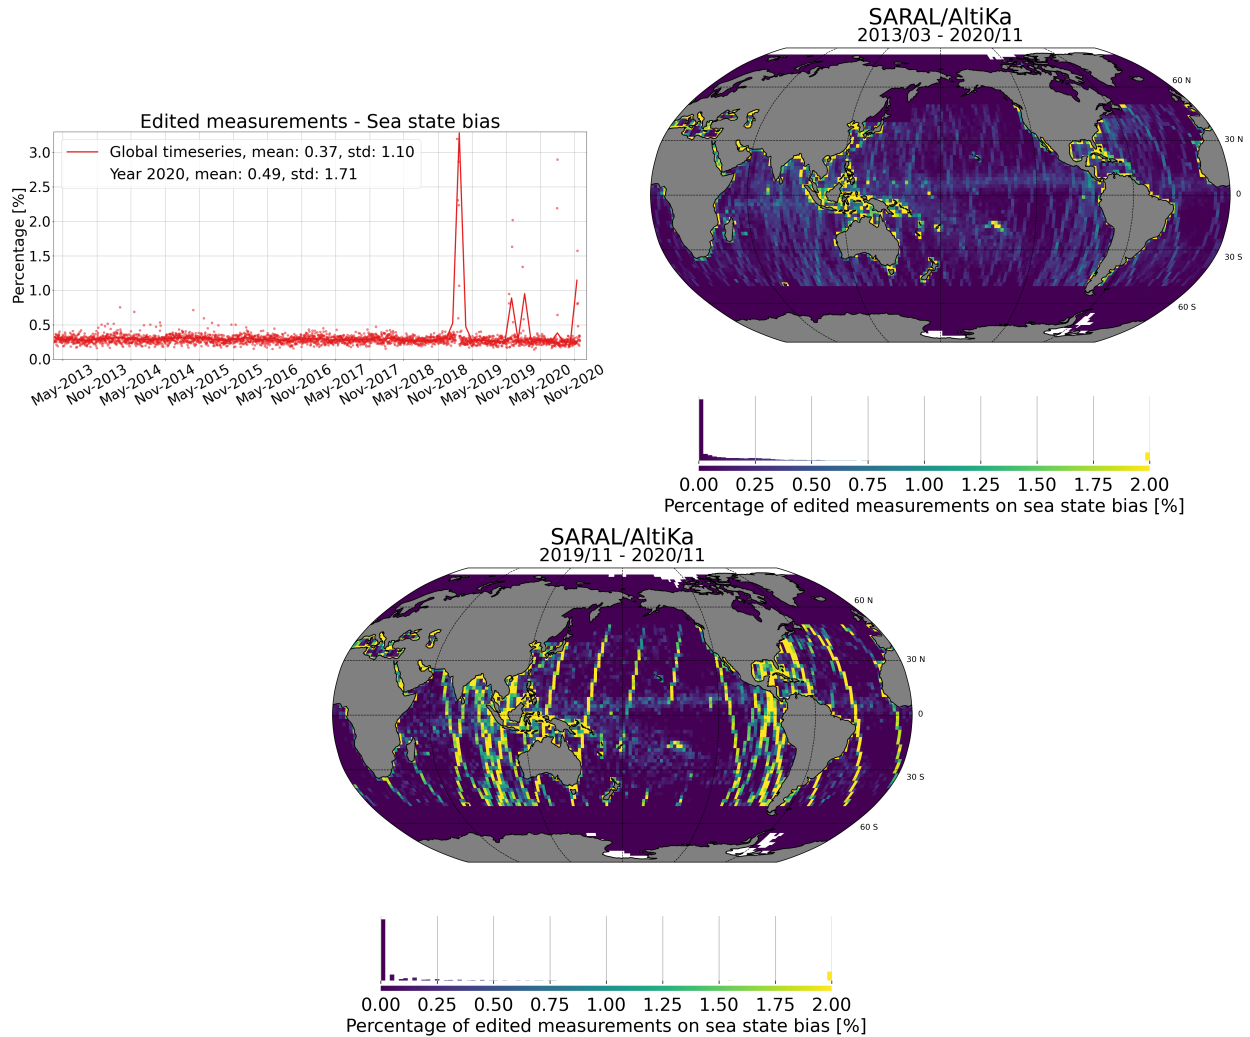 Edited measurements - Sea state bias
Percentage [%]
3.0
2.5
2.0
1.5
1.0
0.5
0.0
Global timeseries, mean: 0.37, std: 1.10
Year 2020, mean: 0.49, std: 1.71
May-2013
Nov-2013
May-2014
Nov-2014
May-2015
Nov-2015
May-2016
Nov-2016
May-2017
Nov-2017
May-2018
Nov-2018
May-2019
Nov-2019
May-2020
Nov-2020
SARAL/AltiKa
2013/03 - 2020/11
60 N
30 N
0
30 S
60 S
0.00 0.25 0.50 0.75 1.00 1.25 1.50 1.75 2.00
Percentage of edited measurements on sea state bias [%]
SARAL/AltiKa
2019/11 - 2020/11
60 N
30 N
0
30 S
60 S
0.00 0.25 0.50 0.75 1.00 1.25 1.50 1.75 2.00
Percentage of edited measurements on sea state bias [%]